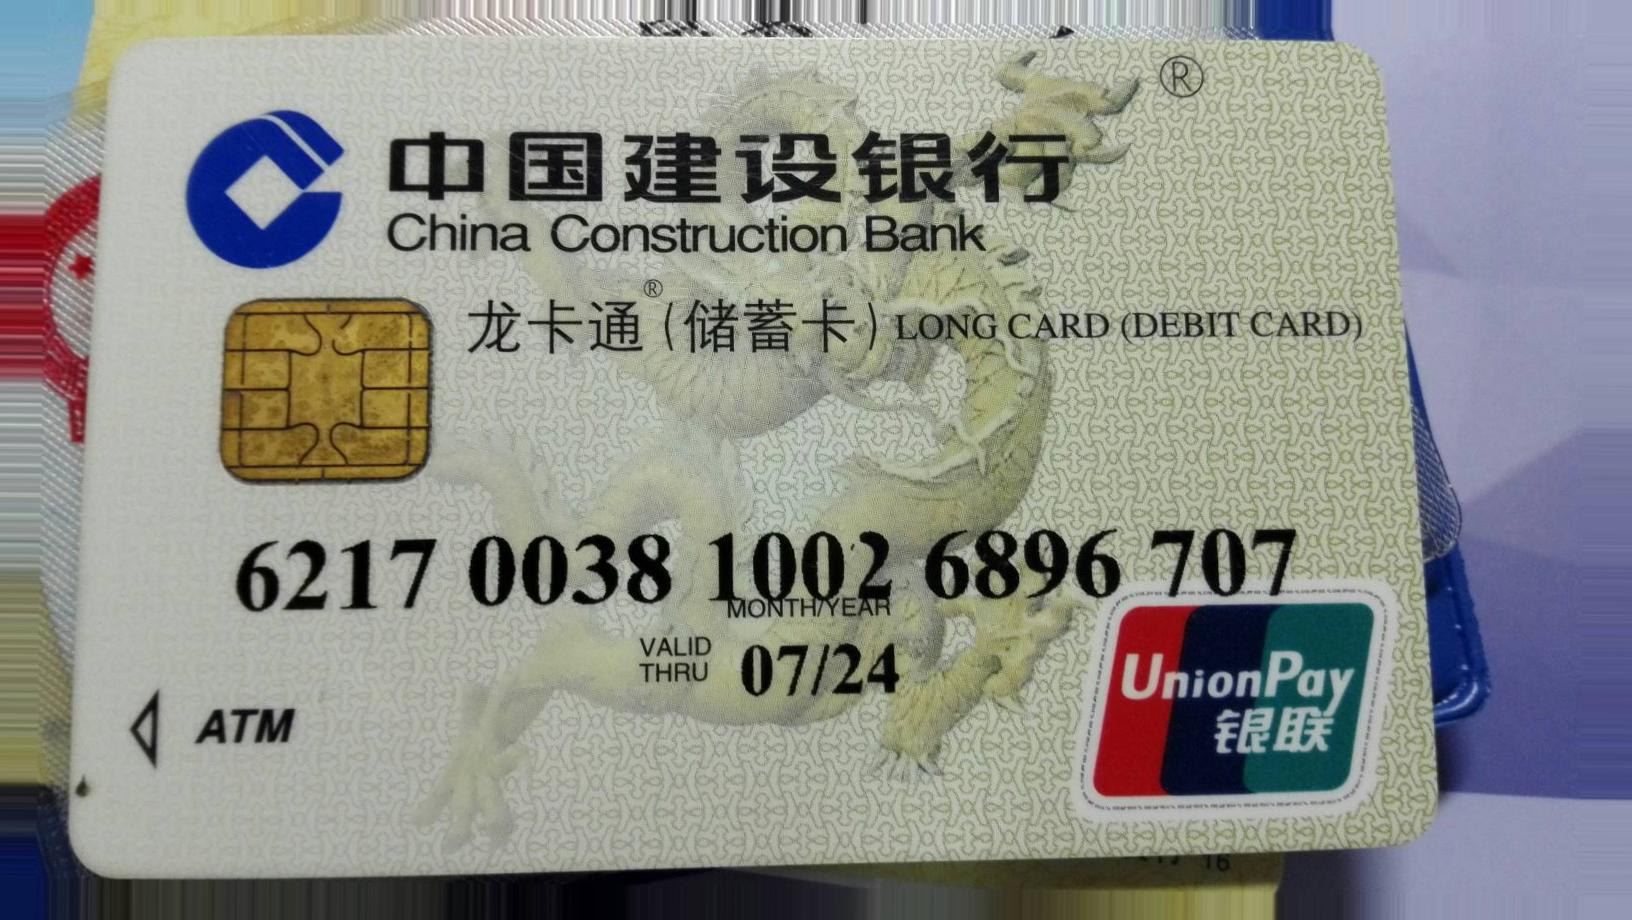 ®
中国建设银行
China Construction Bank
龙卡通®(储蓄卡) LONG CARD (DEBIT CARD)
6217 0038 1002 6896 707
MONTH/YEAR
VALID THRU 07/24
ATM
UnionPay
银联
16